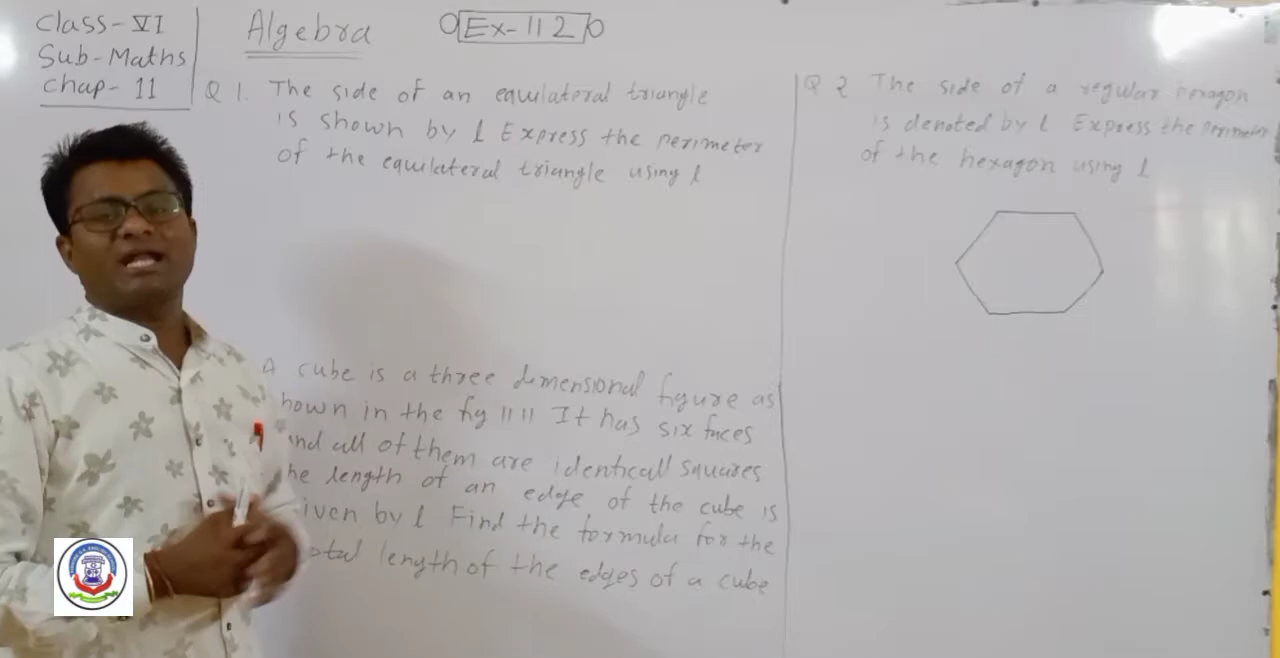 Class-VI
Sub-Maths
Chap- 11
Algebra
Ex-11 2
Q 1. The side of an equilateral triangle
is shown by l Express the perimeter
of the equilateral triangle using l
A cube is a three dimensional figure as
hown in the fig 11 11 It has six faces
and all of them are identicall squares
he length of an edge of the cube is
iven by l Find the formula for the
otal length of the edges of a cube
Q 2 The side of a regular hexagon
is denoted by l Express the perimeter
of the hexagon using l